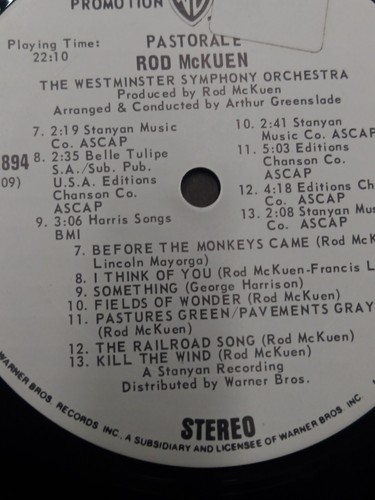 PROMOTION
Playing Time:
22:10
PASTORALE
ROD McKUEN
THE WESTMINSTER SYMPHONY ORCHESTRA
Produced by Rod McKuen
Arranged & Conducted by Arthur Greenslade
7. 2:19 Stanyan Music
Co. ASCAP
894
09)
8. 2:35 Belle Tulipe
S.A./Sub. Pub.
U.S.A. Editions
Chanson Co.
ASCAP
9. 3:06 Harris Songs
BMI
10. 2:41 Stanyan
Music Co. ASCAP
11. 5:03 Editions
Chanson Co.
ASCAP
12. 4:18 Editions Ch
Co. ASCAP
13. 2:08 Stanyan Mus
Co. ASCAP
7. BEFORE THE MONKEYS CAME (Rod McK
Lincoln Mayorga)
8. I THINK OF YOU (Rod McKuen-Francis L
9. SOMETHING (George Harrison)
10. FIELDS OF WONDER (Rod McKuen)
11. PASTURES GREEN/PAVEMENTS GRAY
(Rod McKuen)
12. THE RAILROAD SONG (Rod McKuen)
13. KILL THE WIND (Rod McKuen)
A Stanyan Recording
Distributed by Warner Bros.
STEREO
WARNER BROS. RECORDS INC., A SUBSIDIARY AND LICENSEE OF WARNER BROS. INC